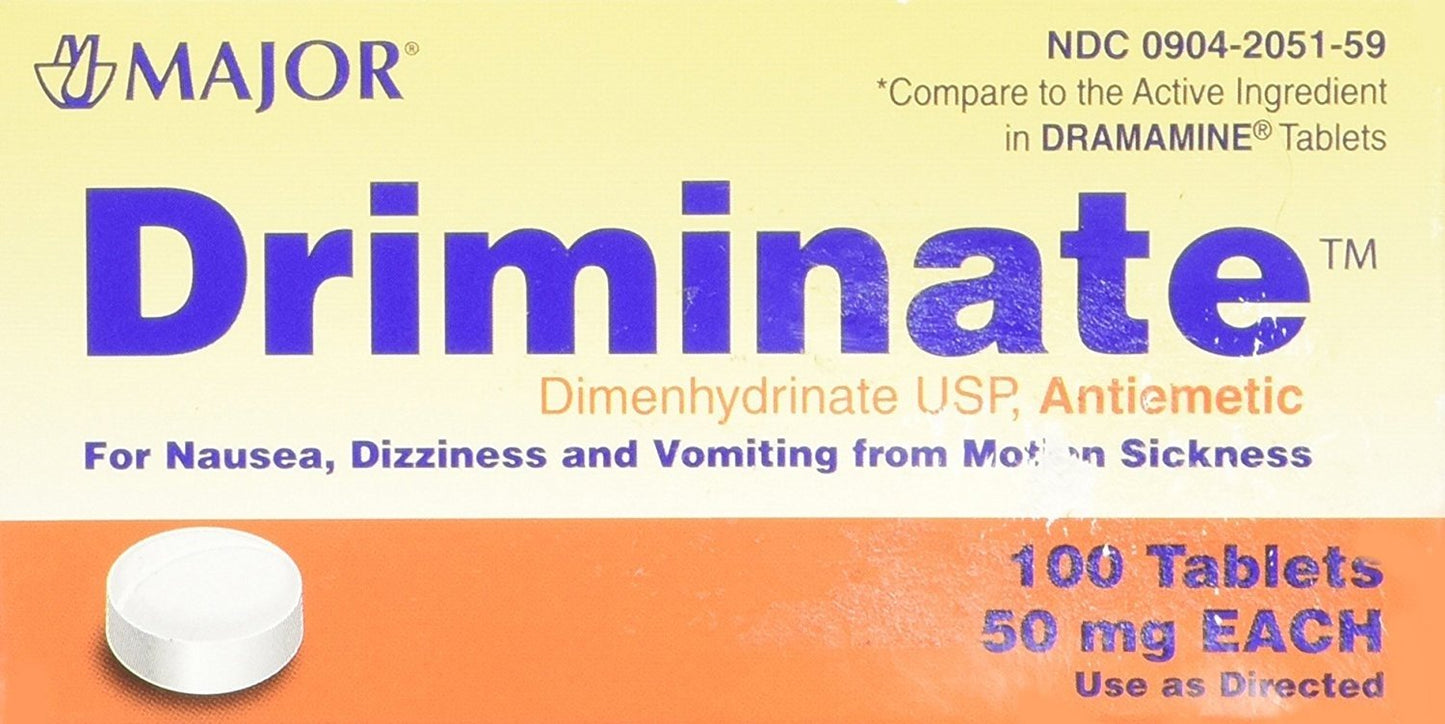 MAJOR®
NDC 0904-2051-59
*Compare to the Active Ingredient
in DRAMAMINE® Tablets
Driminate™
Dimenhydrinate USP, Antiemetic
For Nausea, Dizziness and Vomiting from Motion Sickness
100 Tablets
50 mg EACH
Use as Directed